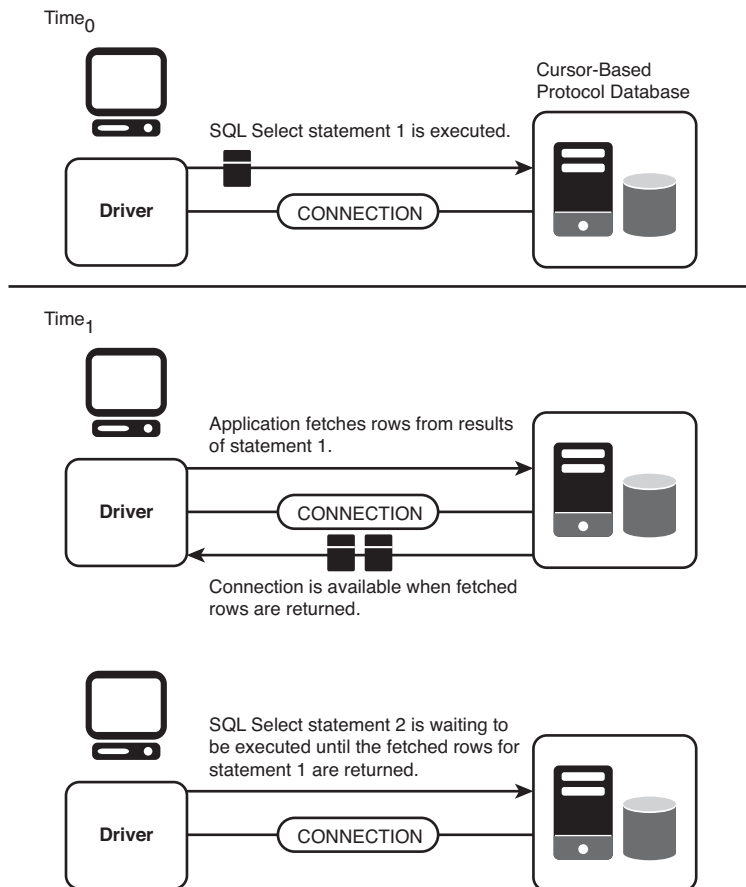 Time0
Cursor-Based
Protocol Database
SQL Select statement 1 is executed.
Driver
CONNECTION
Time1
Application fetches rows from results
of statement 1.
Driver
CONNECTION
Connection is available when fetched
rows are returned.
SQL Select statement 2 is waiting to
be executed until the fetched rows for
statement 1 are returned.
Driver
CONNECTION